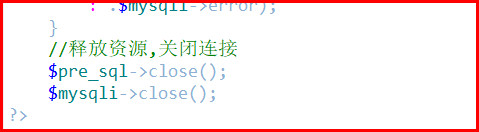 : '.$mysqli->error);
}
//释放资源,关闭连接
$pre_sql->close();
$mysqli->close();
?>